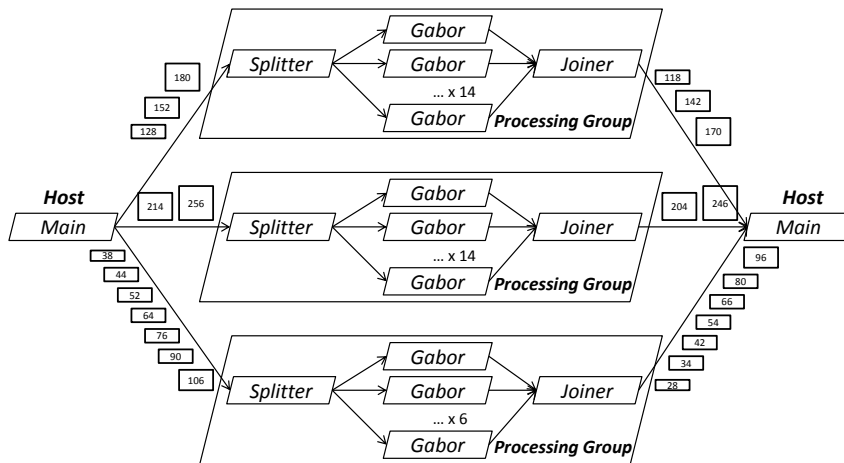 Gabor
Splitter
Gabor
Joiner
... x 14
Gabor
Processing Group
180
152
128
118
142
170
Host
Main
214
256
Gabor
Splitter
Gabor
Joiner
... x 14
Gabor
Processing Group
204
246
Host
Main
38
44
52
64
76
90
106
Gabor
Splitter
Gabor
Joiner
... x 6
Gabor
Processing Group
96
80
66
54
42
34
28